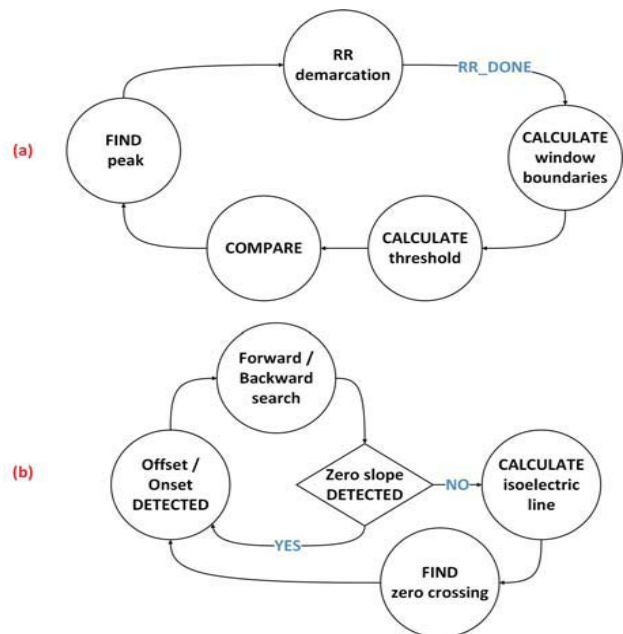 (a)
RR
demarcation
RR_DONE
CALCULATE
window
boundaries
CALCULATE
threshold
COMPARE
FIND
peak
(b)
Forward /
Backward
search
Zero slope
DETECTED
NO
CALCULATE
isoelectric
line
FIND
zero crossing
YES
Offset /
Onset
DETECTED